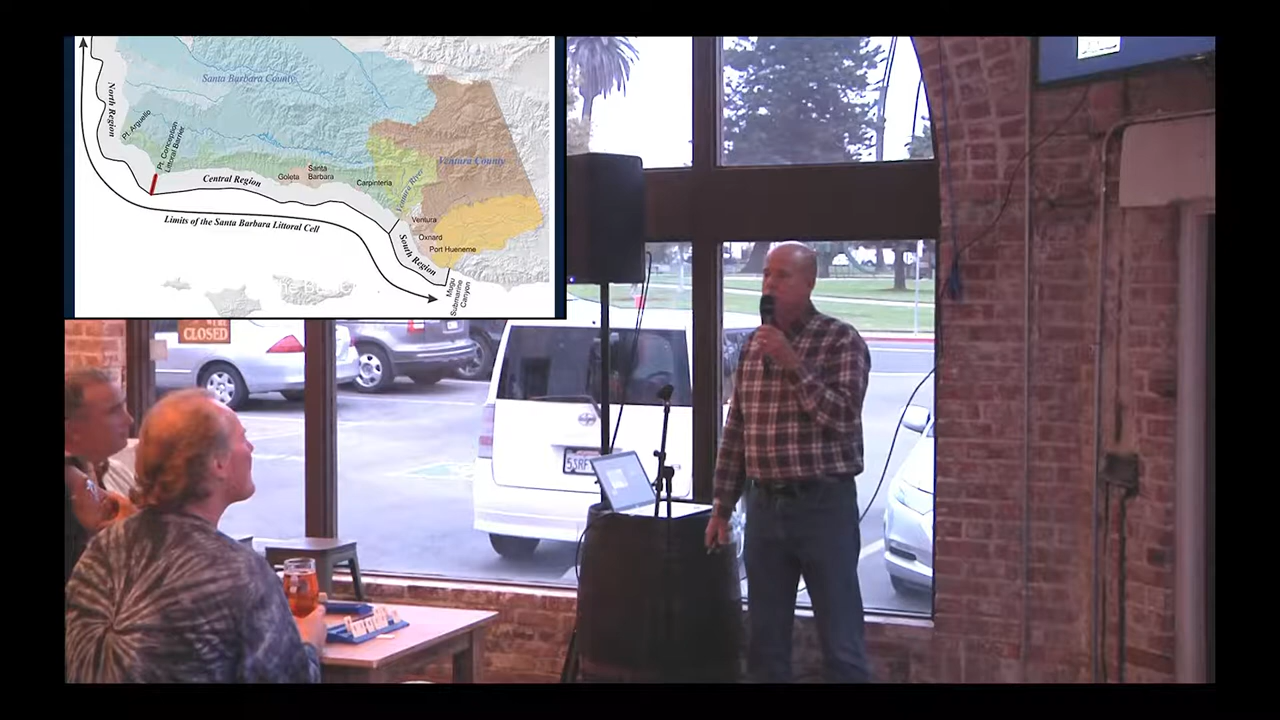 Santa Barbara County
North Region
Pt. Arguello
Pt. Conception
Littoral Barrier
Central Region
Goleta
Santa
Barbara
Carpinteria
Ventura River
Ventura County
Limits of the Santa Barbara Littoral Cell
Ventura
Oxnard
Port Hueneme
South Region
Mugu
Submarine
Canyon
CLOSED